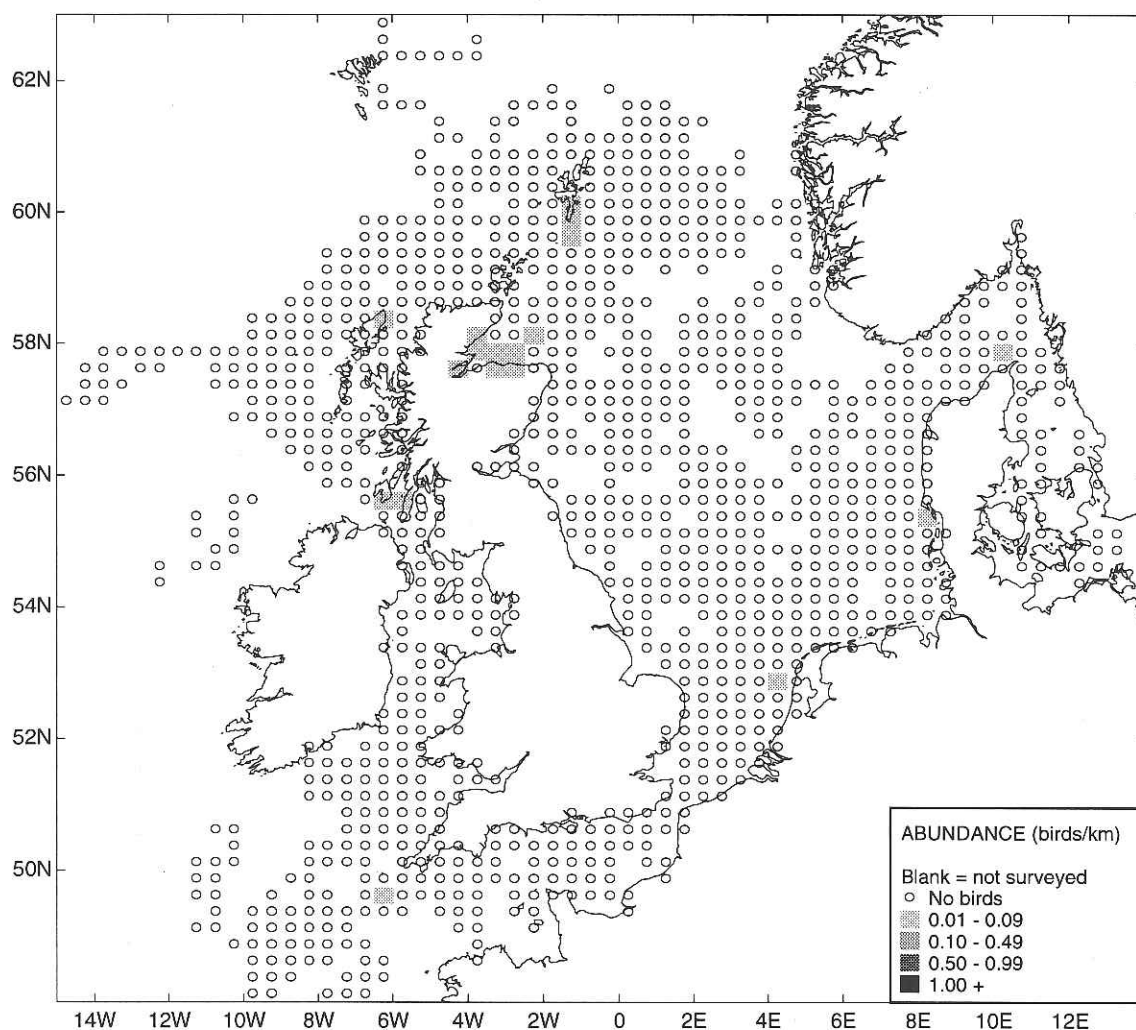 62N
60N
58N
56N
54N
52N
50N
ABUNDANCE (birds/km)
Blank = not surveyed
No birds
0.01 - 0.09
0.10 - 0.49
0.50 - 0.99
1.00 +
14W 12W 10W 8W 6W 4W 2W 0 2E 4E 6E 8E 10E 12E